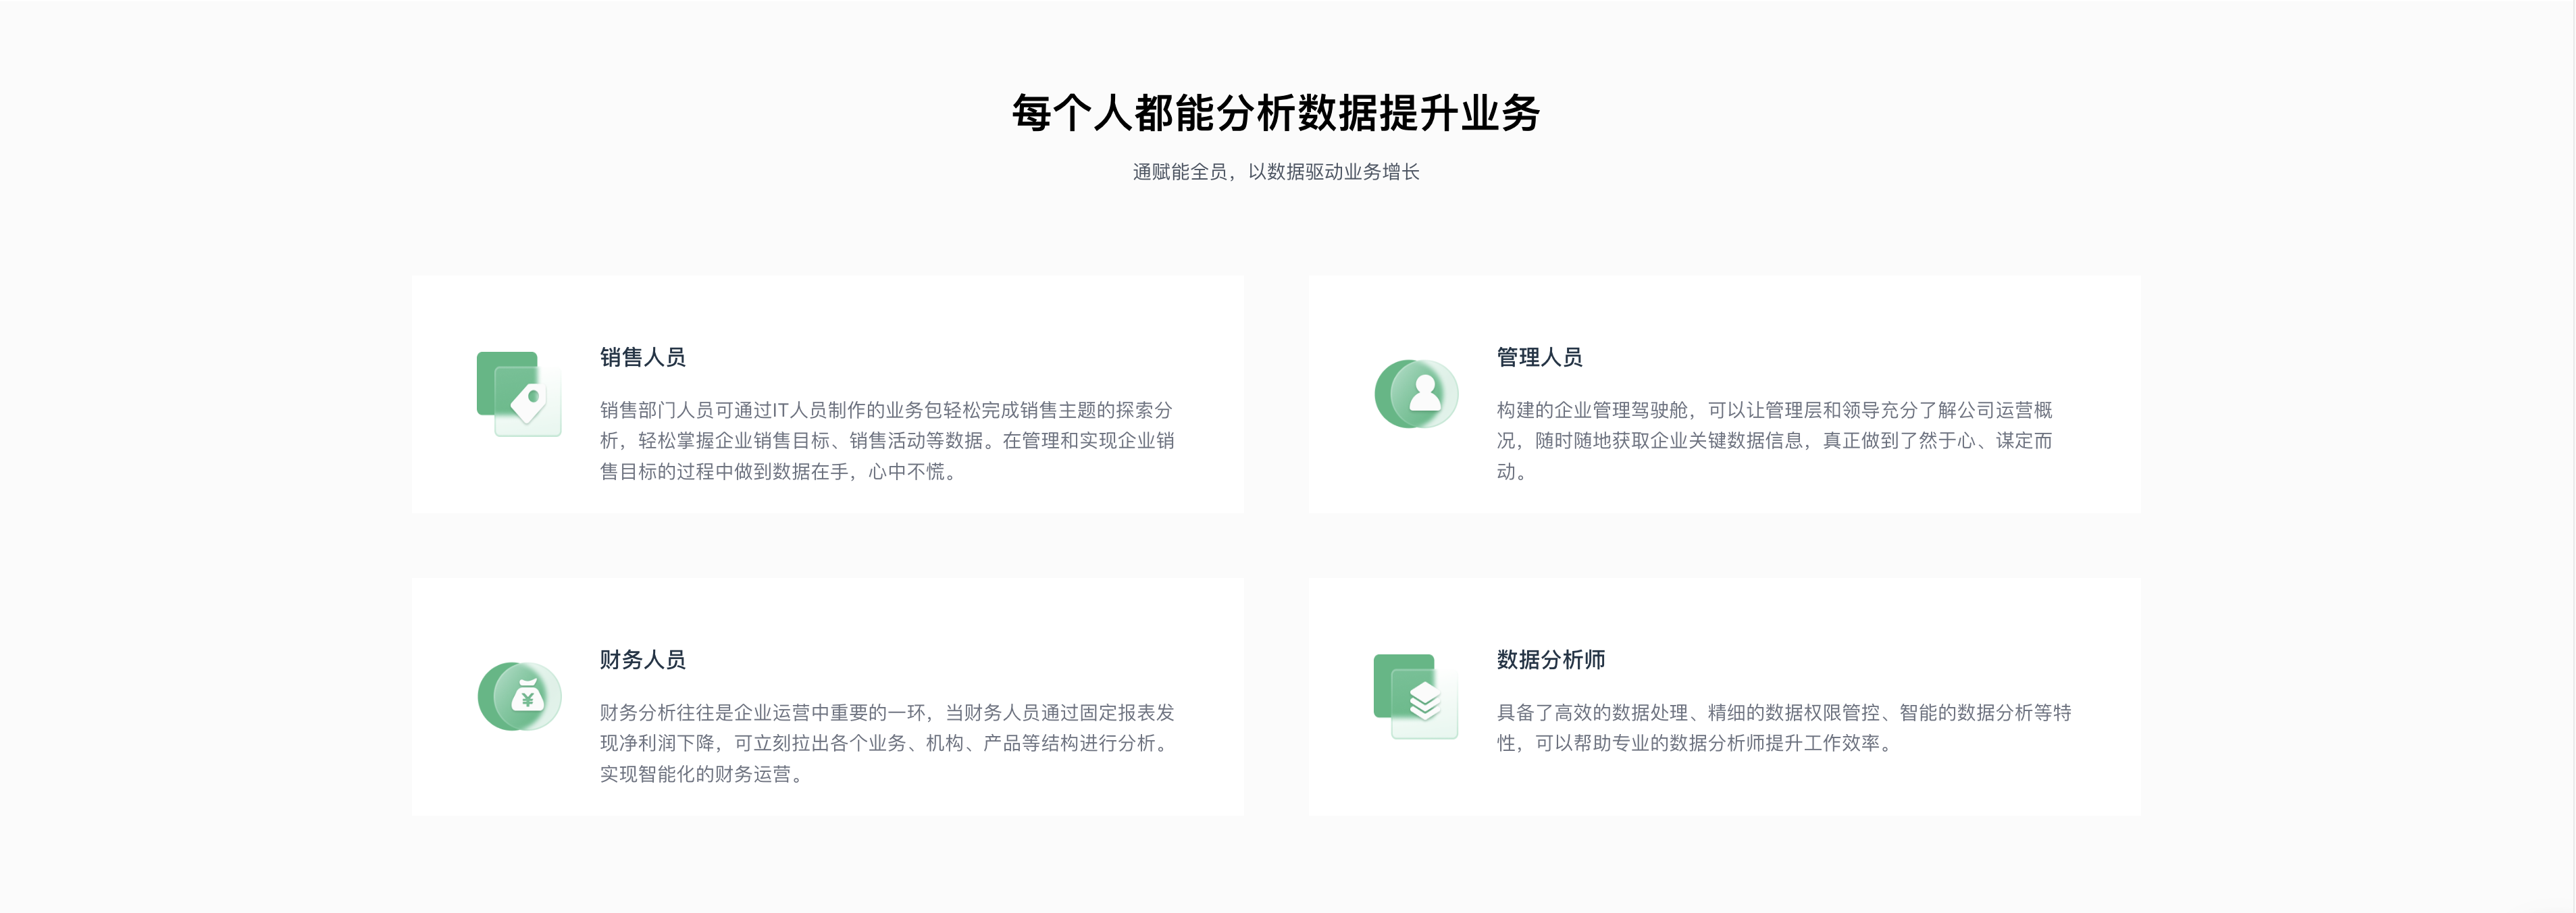 每个人都能分析数据提升业务
通赋能全员，以数据驱动业务增长
销售人员
销售部门人员可通过IT人员制作的业务包轻松完成销售主题的探索分
析，轻松掌握企业销售目标、销售活动等数据。在管理和实现企业销
售目标的过程中做到数据在手，心中不慌。
管理人员
构建的企业管理驾驶舱，可以让管理层和领导充分了解公司运营概
况，随时随地获取企业关键数据信息，真正做到了然于心、谋定而
动。
财务人员
财务分析往往是企业运营中重要的一环，当财务人员通过固定报表发
现净利润下降，可立刻拉出各个业务、机构、产品等结构进行分析。
实现智能化的财务运营。
数据分析师
具备了高效的数据处理、精细的数据权限管控、智能的数据分析等特
性，可以帮助专业的数据分析师提升工作效率。